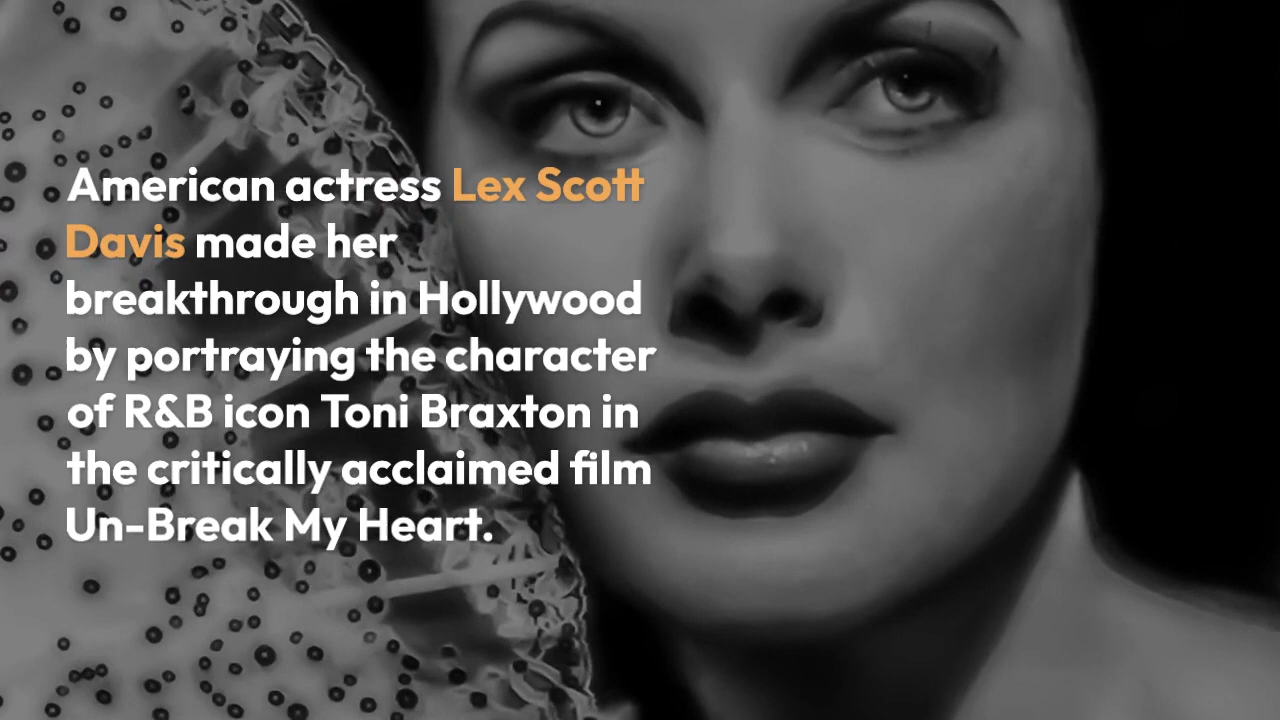 American actress Lex Scott
Davis made her
breakthrough in Hollywood
by portraying the character
of R&B icon Toni Braxton in
the critically acclaimed film
Un-Break My Heart.